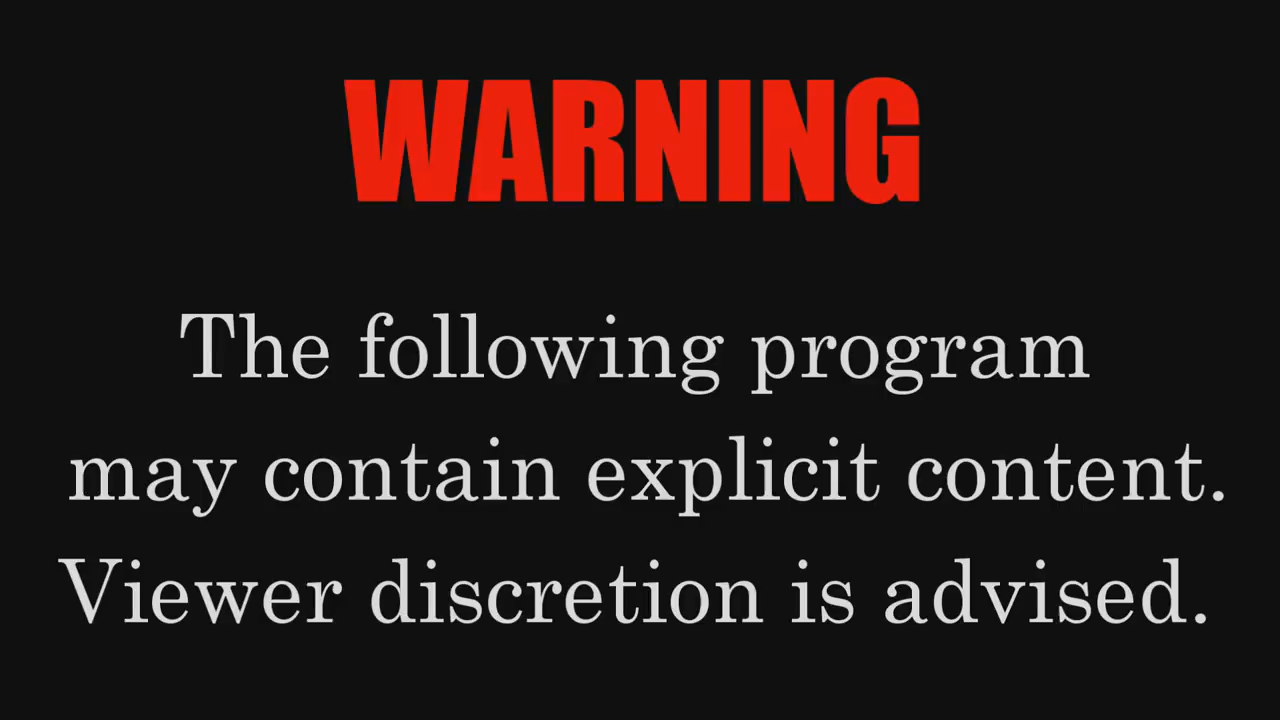 WARNING
The following program
may contain explicit content.
Viewer discretion is advised.